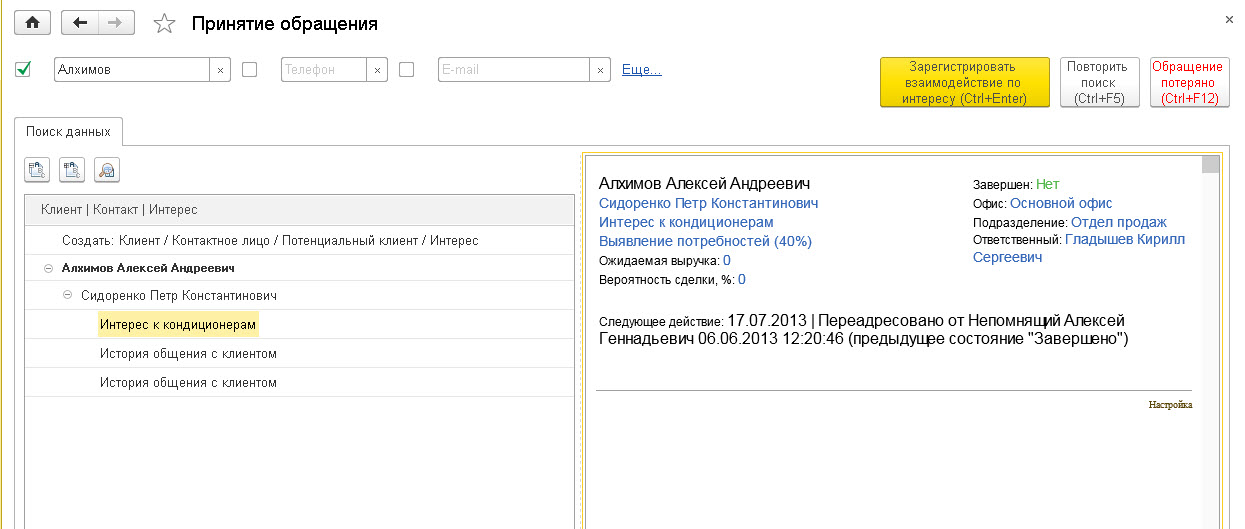 Принятие обращения
Алхимов
Телефон
E-mail
Еще...
Зарегистрировать
взаимодействие по
интересу (Ctrl+Enter)
Повторить
поиск
(Ctrl+F5)
Обращение
потеряно
(Ctrl+F12)
Поиск данных
Клиент | Контакт | Интерес
Создать: Клиент / Контактное лицо / Потенциальный клиент / Интерес
Алхимов Алексей Андреевич
Сидоренко Петр Константинович
Интерес к кондиционерам
История общения с клиентом
История общения с клиентом
Алхимов Алексей Андреевич
Сидоренко Петр Константинович
Интерес к кондиционерам
Выявление потребностей (40%)
Ожидаемая выручка: 0
Вероятность сделки, %: 0
Завершен: Нет
Офис: Основной офис
Подразделение: Отдел продаж
Ответственный: Гладышев Кирилл
Сергеевич
Следующее действие: 17.07.2013 | Переадресовано от Непомнящий Алексей
Геннадьевич 06.06.2013 12:20:46 (предыдущее состояние "Завершено")
Настройка